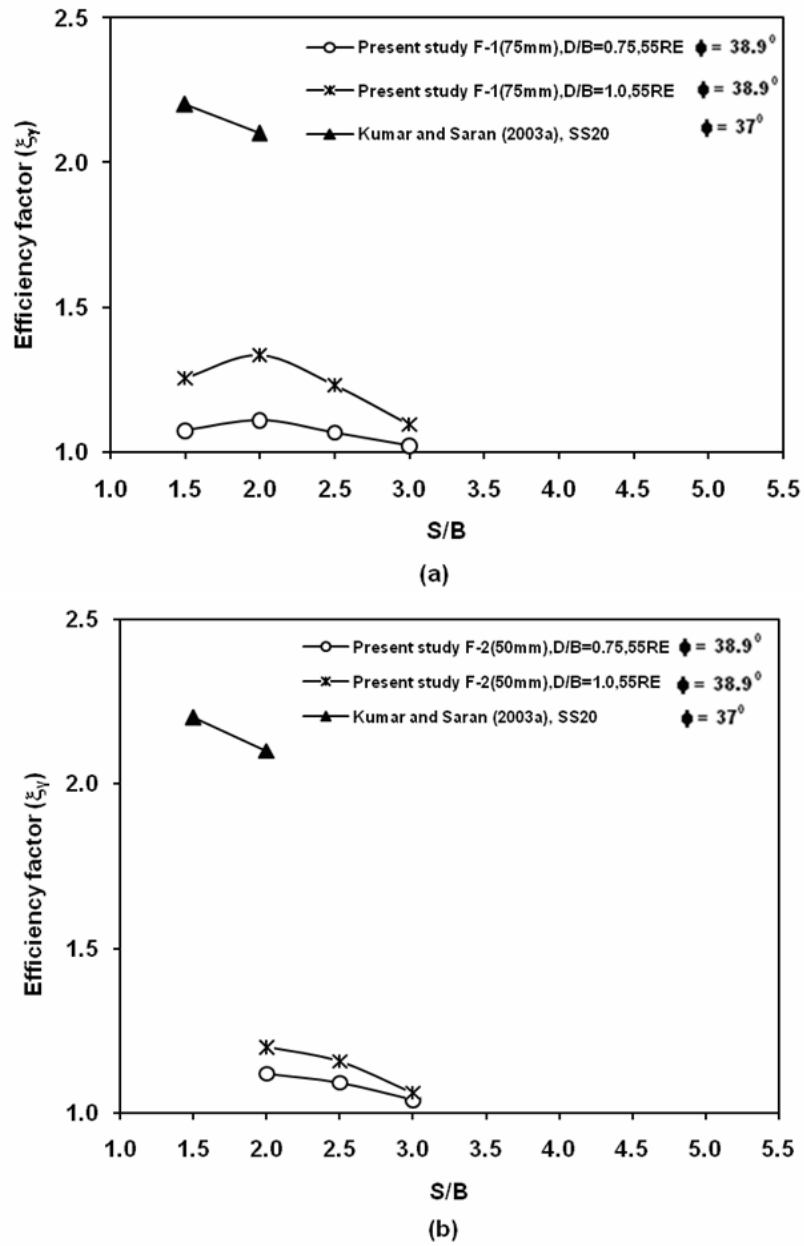 2.5
Present study F-1(75mm),D/B=0.75,55RE ϕ = 38.9⁰
Present study F-1(75mm),D/B=1.0,55RE ϕ = 38.9⁰
Kumar and Saran (2003a), SS20 ϕ = 37⁰
2.0
Efficiency factor (ξγ)
1.5
1.0
1.0 1.5 2.0 2.5 3.0 3.5 4.0 4.5 5.0 5.5
S/B
(a)
2.5
Present study F-2(50mm),D/B=0.75,55RE ϕ = 38.9⁰
Present study F-2(50mm),D/B=1.0,55RE ϕ = 38.9⁰
Kumar and Saran (2003a), SS20 ϕ = 37⁰
2.0
Efficiency factor (ξγ)
1.5
1.0
1.0 1.5 2.0 2.5 3.0 3.5 4.0 4.5 5.0 5.5
S/B
(b)